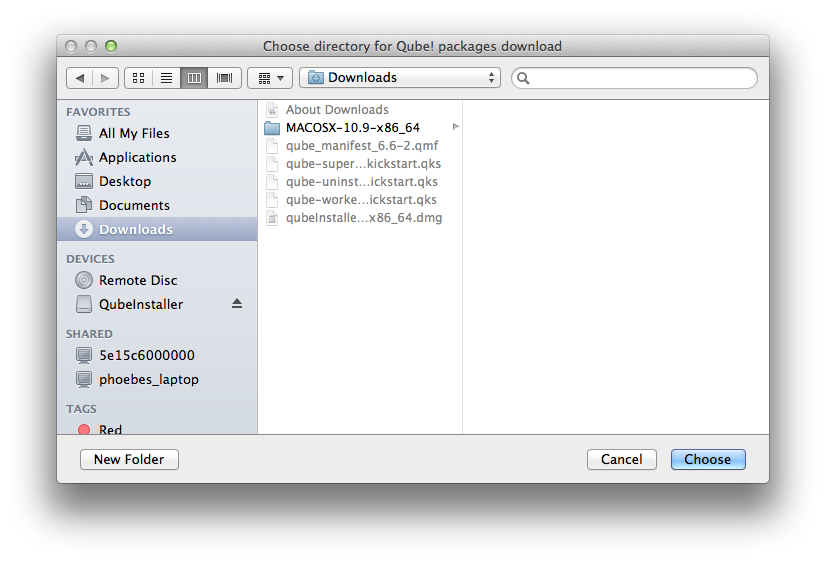 Choose directory for Qube! packages download
Downloads
FAVORITES
All My Files
Applications
Desktop
Documents
Downloads
DEVICES
Remote Disc
QubeInstaller
SHARED
5e15c6000000
phoebes_laptop
TAGS
Red
About Downloads
MACOSX-10.9-x86_64
qube_manifest_6.6-2.qmf
qube-super...kickstart.qks
qube-uninst...ickstart.qks
qube-worke...ickstart.qks
qubeInstalle...x86_64.dmg
New Folder
Cancel
Choose